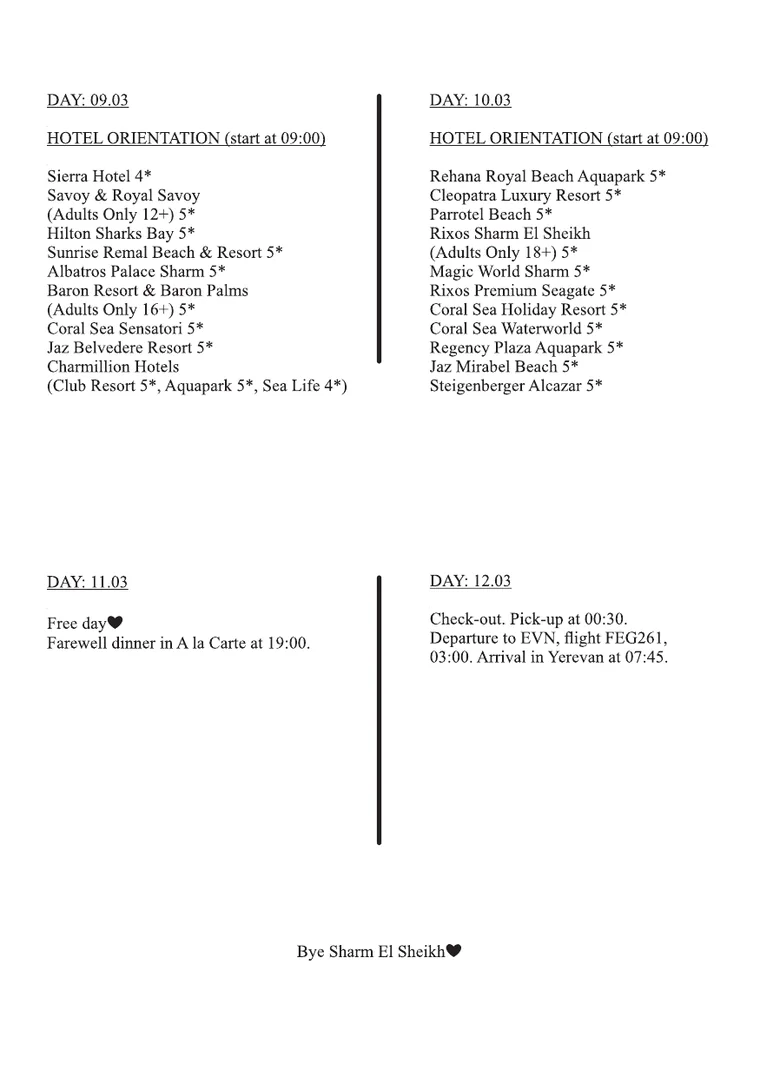 DAY: 09.03
HOTEL ORIENTATION (start at 09:00)
Sierra Hotel 4*
Savoy & Royal Savoy
(Adults Only 12+) 5*
Hilton Sharks Bay 5*
Sunrise Remal Beach & Resort 5*
Albatros Palace Sharm 5*
Baron Resort & Baron Palms
(Adults Only 16+) 5*
Coral Sea Sensatori 5*
Jaz Belvedere Resort 5*
Charmillion Hotels
(Club Resort 5*, Aquapark 5*, Sea Life 4*)
DAY: 10.03
HOTEL ORIENTATION (start at 09:00)
Rehana Royal Beach Aquapark 5*
Cleopatra Luxury Resort 5*
Parrotel Beach 5*
Rixos Sharm El Sheikh
(Adults Only 18+) 5*
Magic World Sharm 5*
Rixos Premium Seagate 5*
Coral Sea Holiday Resort 5*
Coral Sea Waterworld 5*
Regency Plaza Aquapark 5*
Jaz Mirabel Beach 5*
Steigenberger Alcazar 5*
DAY: 11.03
Free day♥
Farewell dinner in A la Carte at 19:00.
DAY: 12.03
Check-out. Pick-up at 00:30.
Departure to EVN, flight FEG261,
03:00. Arrival in Yerevan at 07:45.
Bye Sharm El Sheikh♥